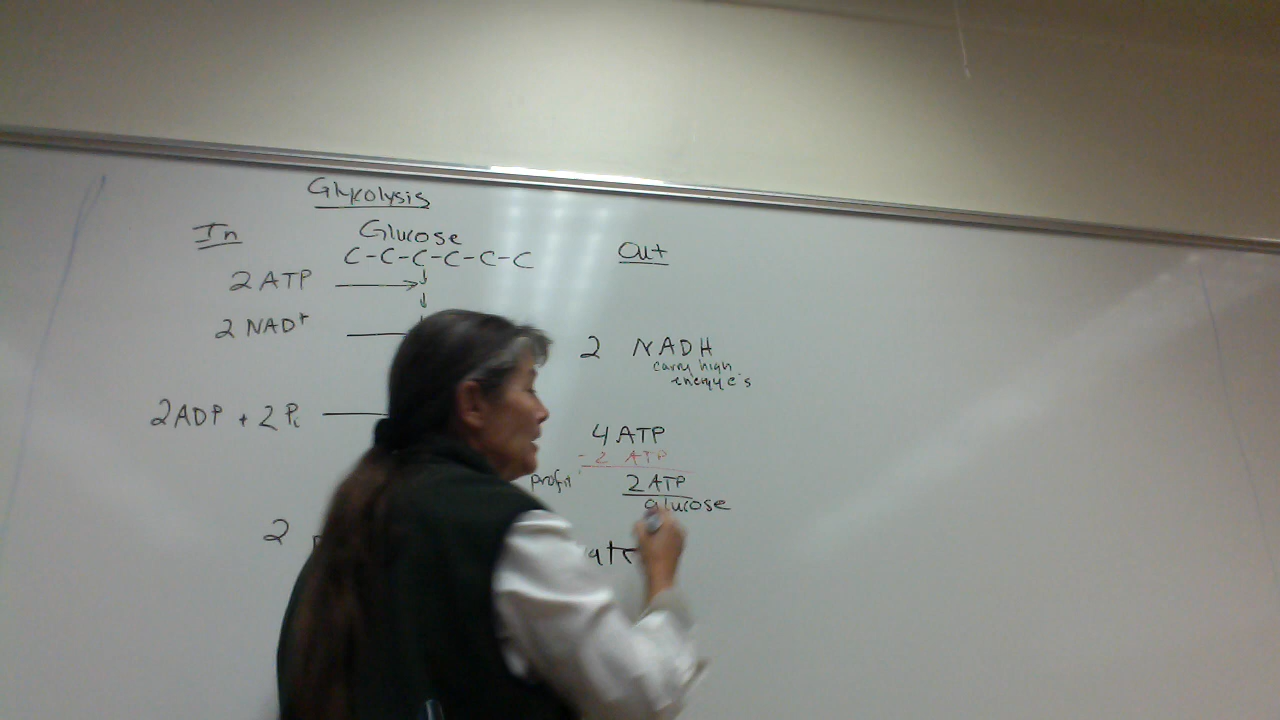 Glykolysis
In
Glucose
C-C-C-C-C-C
Out
2 ATP
2 NAD+
2 NADH
carry high
energy e's
2ADP + 2 Pi
4 ATP
- 2 ATP
profit
2 ATP
glucose
2